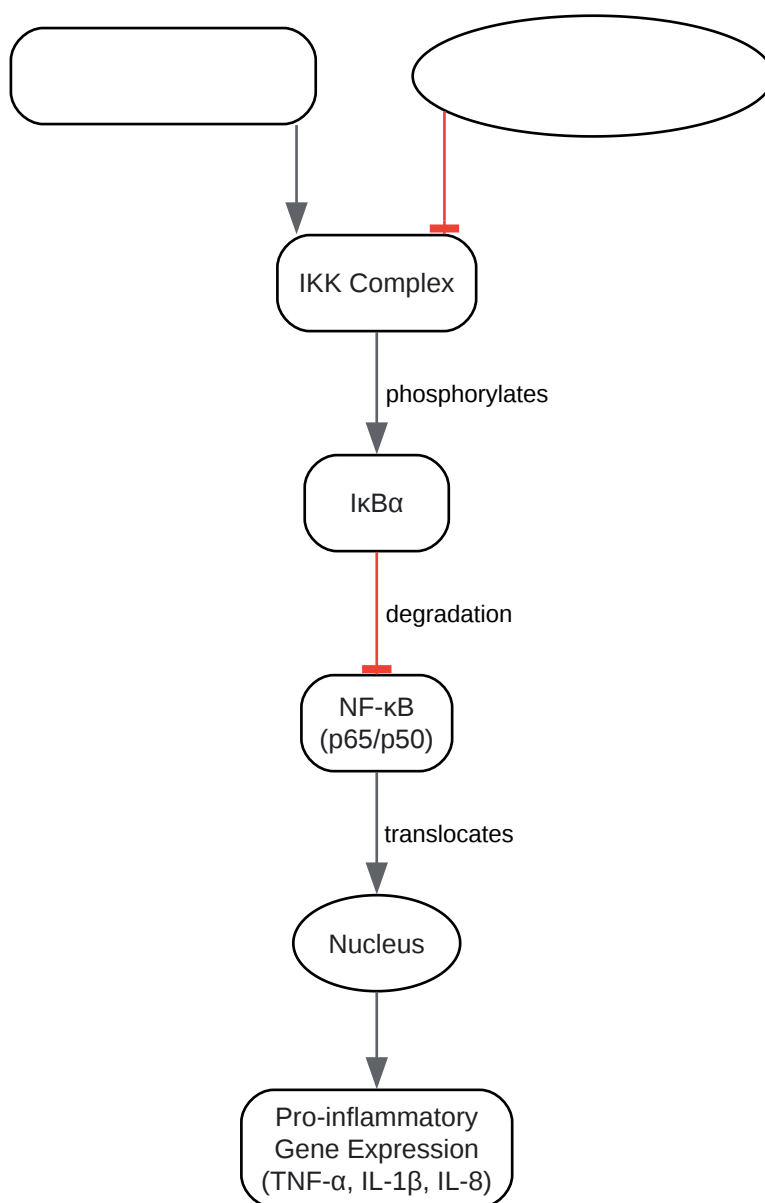 IKK Complex
phosphorylates
IκBα
degradation
NF-κB
(p65/p50)
translocates
Nucleus
Pro-inflammatory
Gene Expression
(TNF-α, IL-1β, IL-8)